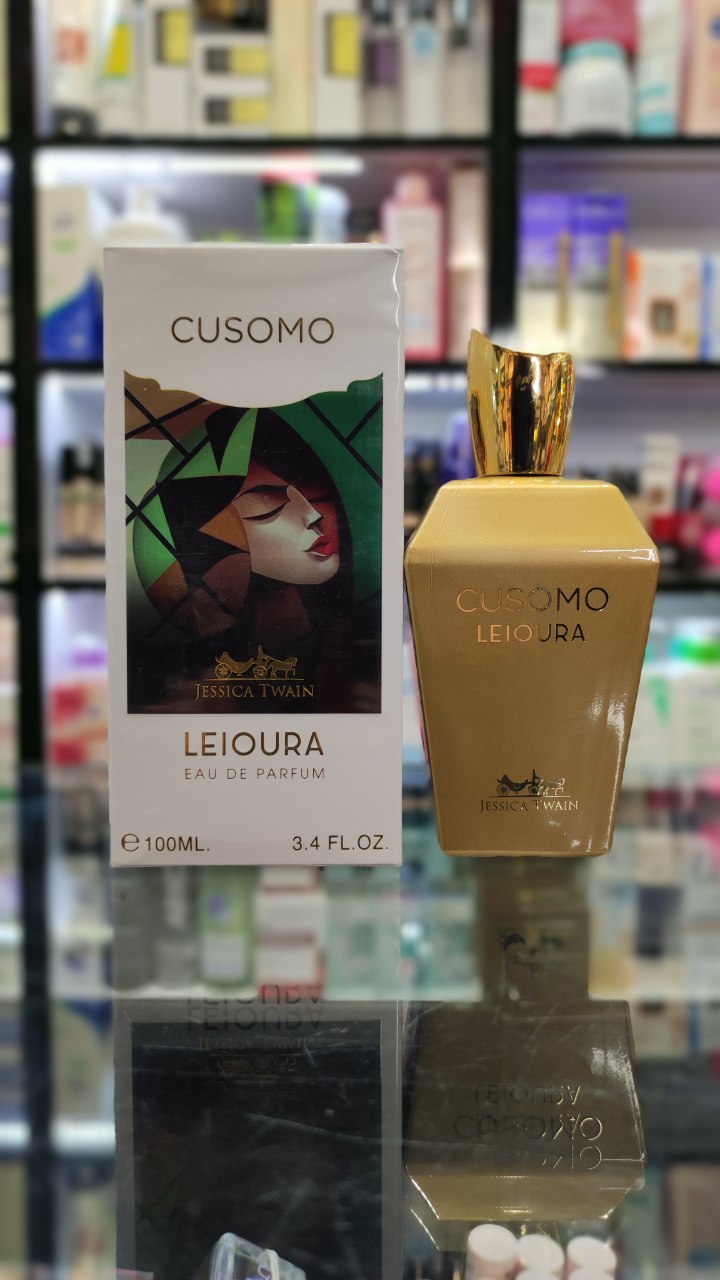 CUSOMO
JESSICA TWAIN
LEIOURA
EAU DE PARFUM
℮ 100ML. 3.4 FL.OZ.
CUSOMO
LEIOURA
JESSICA TWAIN